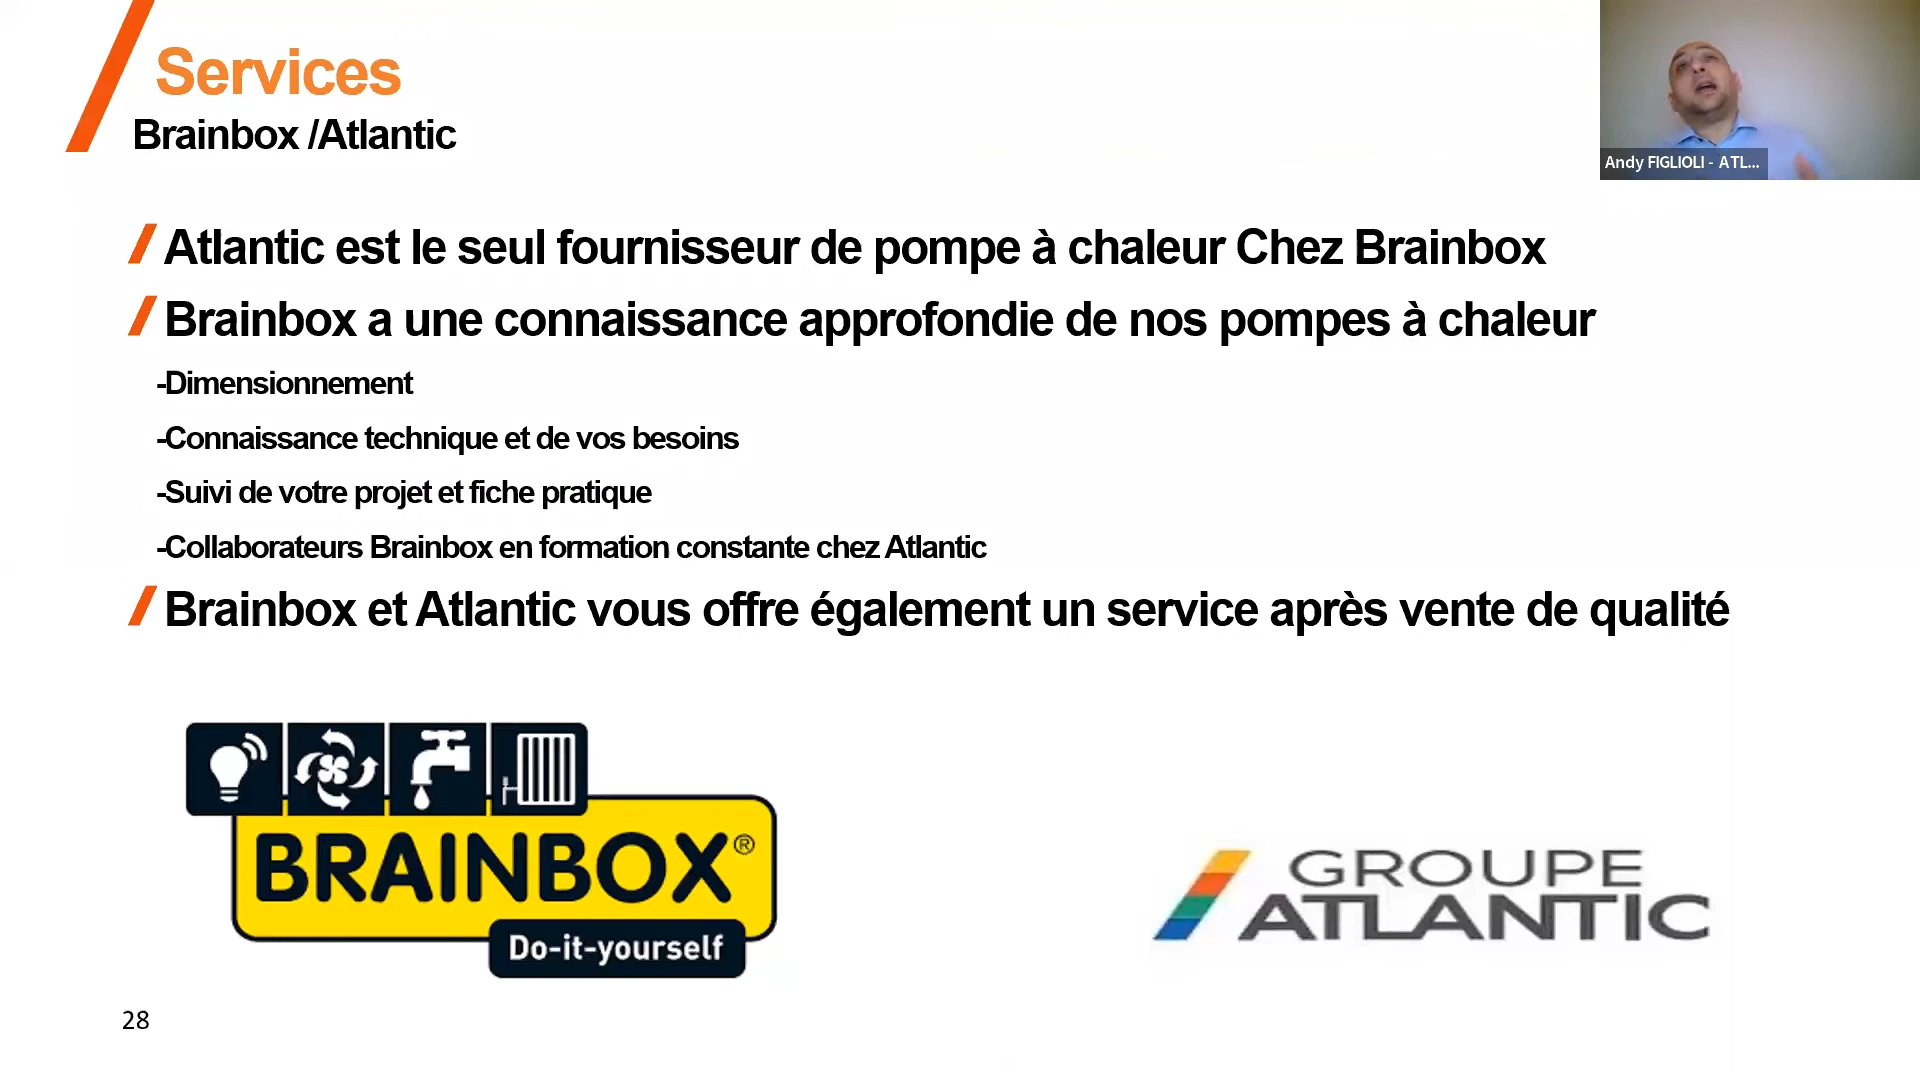 Services
Brainbox /Atlantic
Andy FIGLIOLI - ATL...
Atlantic est le seul fournisseur de pompe à chaleur Chez Brainbox
Brainbox a une connaissance approfondie de nos pompes à chaleur
-Dimensionnement
-Connaissance technique et de vos besoins
-Suivi de votre projet et fiche pratique
-Collaborateurs Brainbox en formation constante chez Atlantic
Brainbox et Atlantic vous offre également un service après vente de qualité
BRAINBOX®
Do-it-yourself
GROUPE
ATLANTIC
28